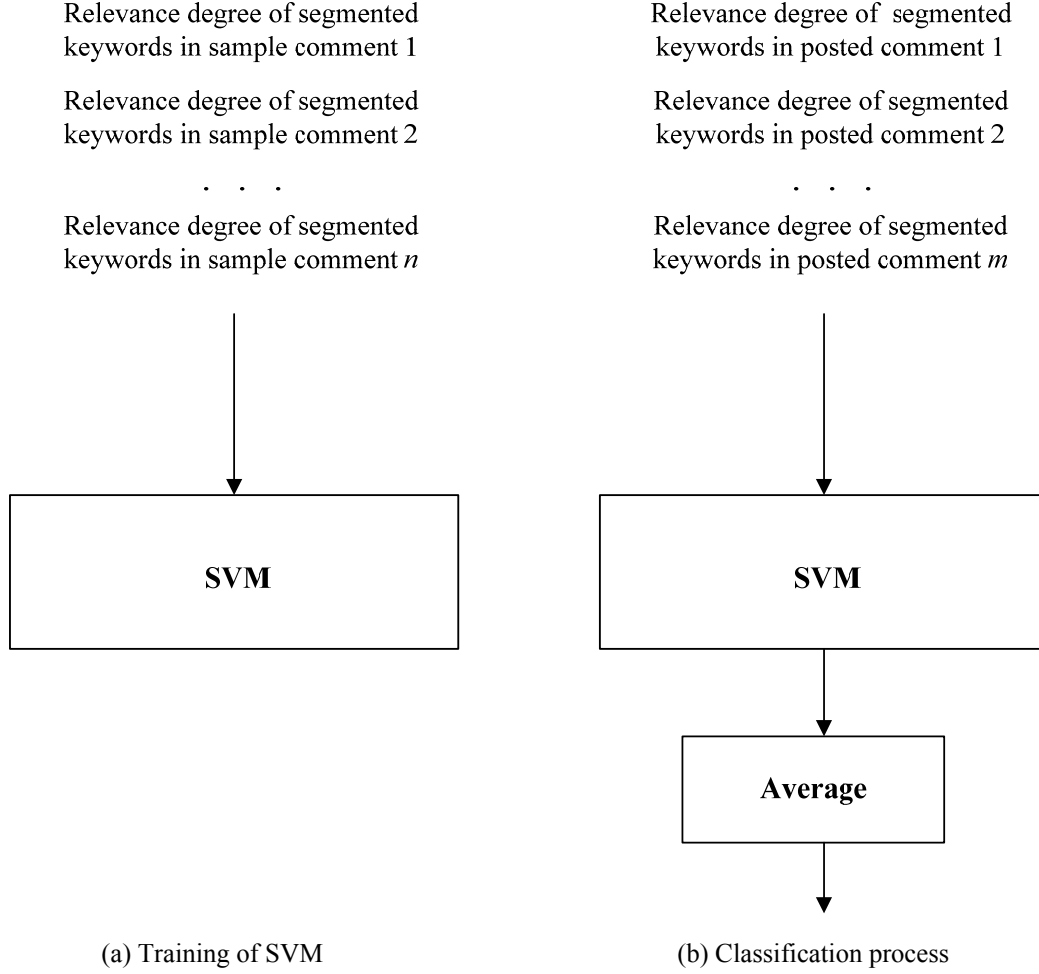 Relevance degree of segmented
keywords in sample comment 1
Relevance degree of segmented
keywords in sample comment 2
. . .
Relevance degree of segmented
keywords in sample comment n
SVM
(a) Training of SVM
Relevance degree of segmented
keywords in posted comment 1
Relevance degree of segmented
keywords in posted comment 2
. . .
Relevance degree of segmented
keywords in posted comment m
SVM
Average
(b) Classification process